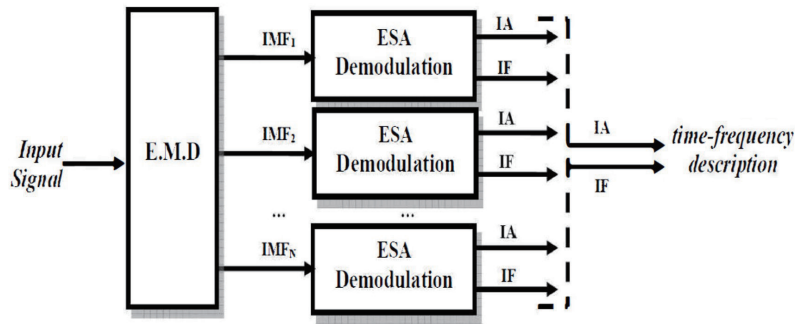 Input
Signal
E.M.D
IMF₁
ESA
Demodulation
IA
IF
IMF₂
ESA
Demodulation
IA
IF
...
...
IMF_N
ESA
Demodulation
IA
IF
IA
IF
time-frequency
description